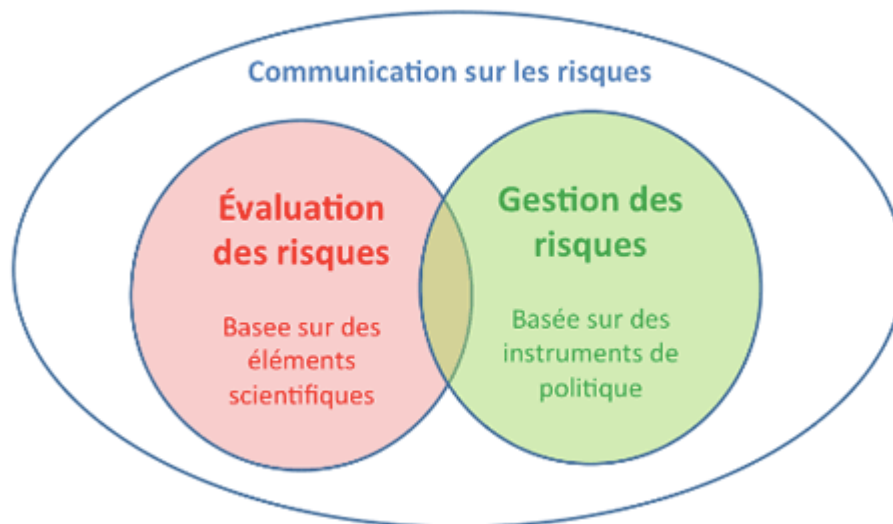 Communication sur les risques
Évaluation
des risques
Basee sur des
éléments
scientifiques
Gestion des
risques
Basée sur des
instruments de
politique